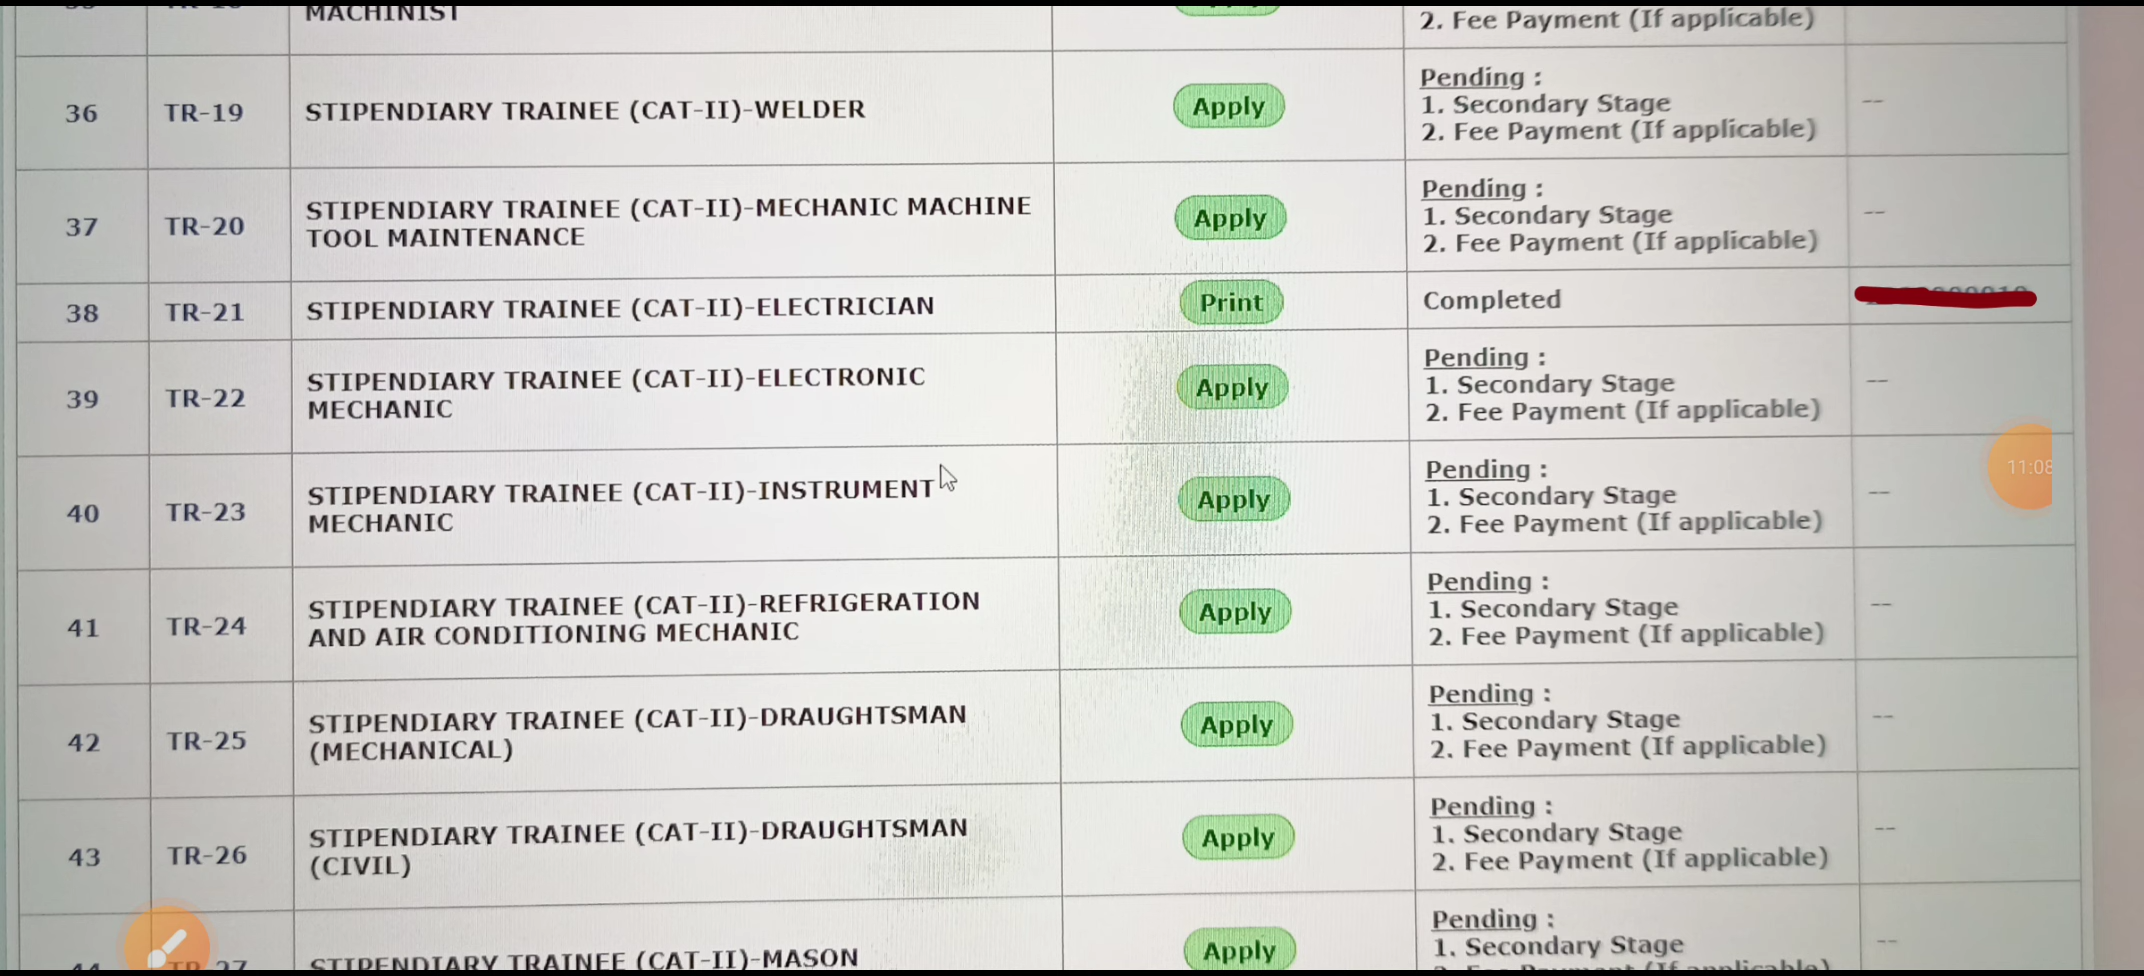 MACHINIST
2. Fee Payment (If applicable)
36 TR-19 STIPENDIARY TRAINEE (CAT-II)-WELDER Apply Pending :
1. Secondary Stage
2. Fee Payment (If applicable) --
37 TR-20 STIPENDIARY TRAINEE (CAT-II)-MECHANIC MACHINE
TOOL MAINTENANCE Apply Pending :
1. Secondary Stage
2. Fee Payment (If applicable) --
38 TR-21 STIPENDIARY TRAINEE (CAT-II)-ELECTRICIAN Print Completed
39 TR-22 STIPENDIARY TRAINEE (CAT-II)-ELECTRONIC
MECHANIC Apply Pending :
1. Secondary Stage
2. Fee Payment (If applicable) --
40 TR-23 STIPENDIARY TRAINEE (CAT-II)-INSTRUMENT
MECHANIC Apply Pending :
1. Secondary Stage
2. Fee Payment (If applicable) --
11:08
41 TR-24 STIPENDIARY TRAINEE (CAT-II)-REFRIGERATION
AND AIR CONDITIONING MECHANIC Apply Pending :
1. Secondary Stage
2. Fee Payment (If applicable) --
42 TR-25 STIPENDIARY TRAINEE (CAT-II)-DRAUGHTSMAN
(MECHANICAL) Apply Pending :
1. Secondary Stage
2. Fee Payment (If applicable) --
43 TR-26 STIPENDIARY TRAINEE (CAT-II)-DRAUGHTSMAN
(CIVIL) Apply Pending :
1. Secondary Stage
2. Fee Payment (If applicable) --
STIPENDIARY TRAINEE (CAT-II)-MASON Apply Pending :
1. Secondary Stage --